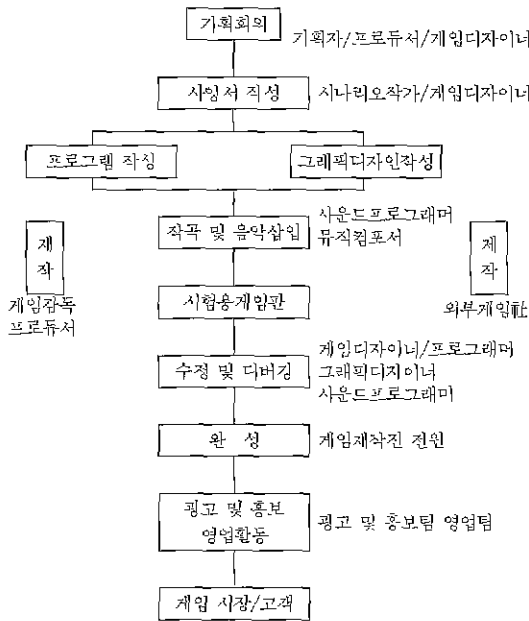 기획회의
기획자/프로듀서/게임디자이너
사양서 작성
시나리오작가/게임디자이너
프로그램 작성
그래픽디자인작성
작곡 및 음악삽입
사운드프로그래머
뮤직컴포서
재
작
게임감독
프로듀서
제
작
외부게임社
시험용게임판
수정 및 디버깅
게임디자이너/프로그래머
그래픽디자이너
사운드프로그래머
완 성
게임제작진 전원
광고 및 홍보
영업활동
광고 및 홍보팀 영업팀
게임 시장/고객